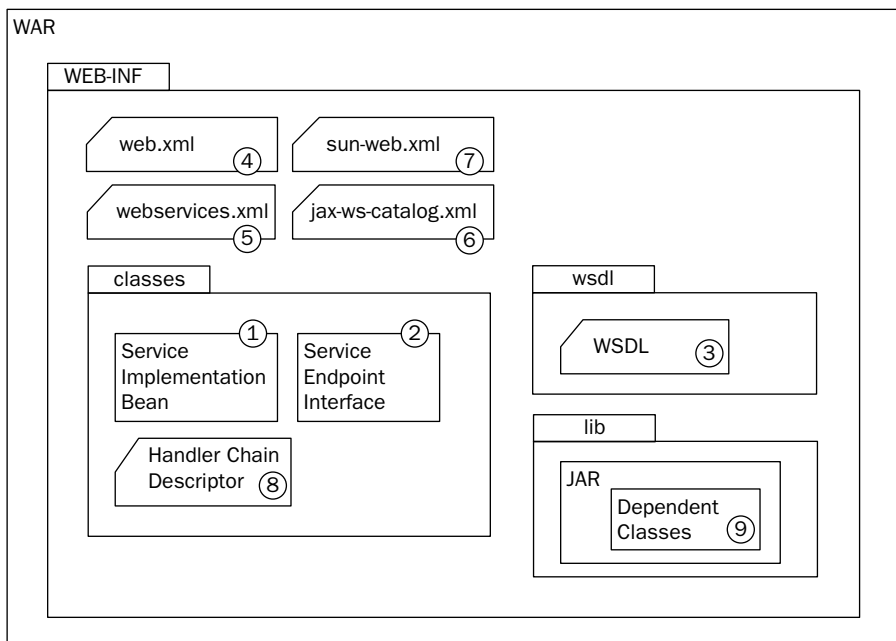 WAR
WEB-INF
web.xml
4
sun-web.xml
7
webservices.xml
5
jax-ws-catalog.xml
6
classes
1
Service
Implementation
Bean
2
Service
Endpoint
Interface
Handler Chain
Descriptor
8
wsdl
WSDL
3
lib
JAR
Dependent
Classes
9